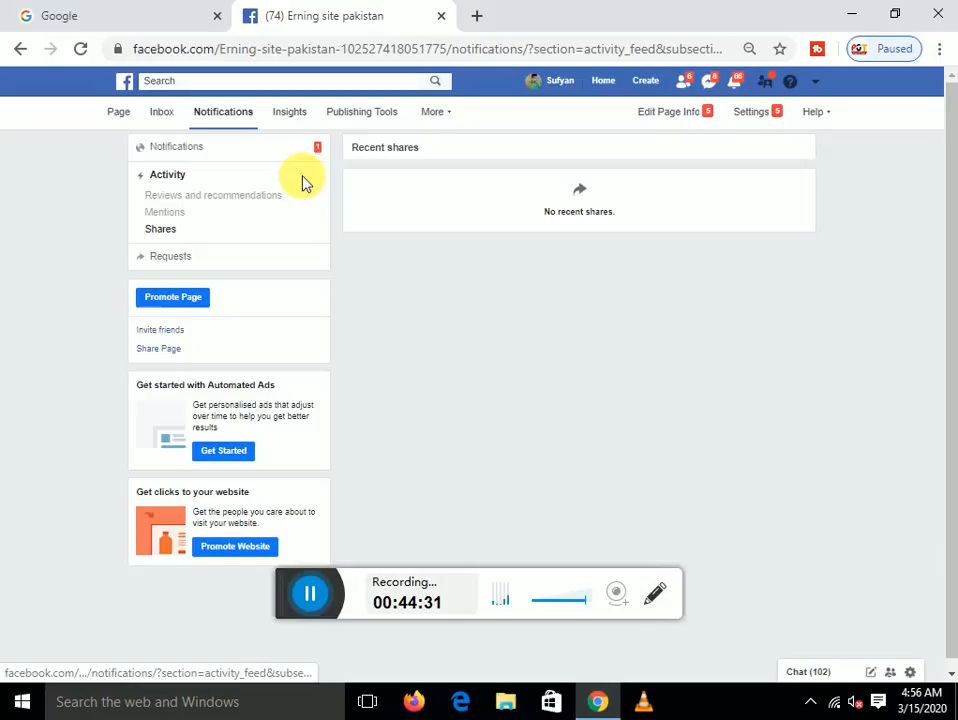 Google
(74) Erning site pakistan
facebook.com/Erning-site-pakistan-102527418051775/notifications/?section=activity_feed&subsecti...
Paused
Search
Sufyan
Home
Create
6
8
66
Page
Inbox
Notifications
Insights
Publishing Tools
More
Edit Page Info
5
Settings
5
Help
Notifications
1
Activity
Reviews and recommendations
Mentions
Shares
Requests
Recent shares
No recent shares.
Promote Page
Invite friends
Share Page
Get started with Automated Ads
Get personalised ads that adjust
over time to help you get better
results
Get Started
Get clicks to your website
Get the people you care about to
visit your website.
Promote Website
Recording...
00:44:31
facebook.com/.../notifications/?section=activity_feed&subse...
Chat (102)
Search the web and Windows
4:56 AM
3/15/2020